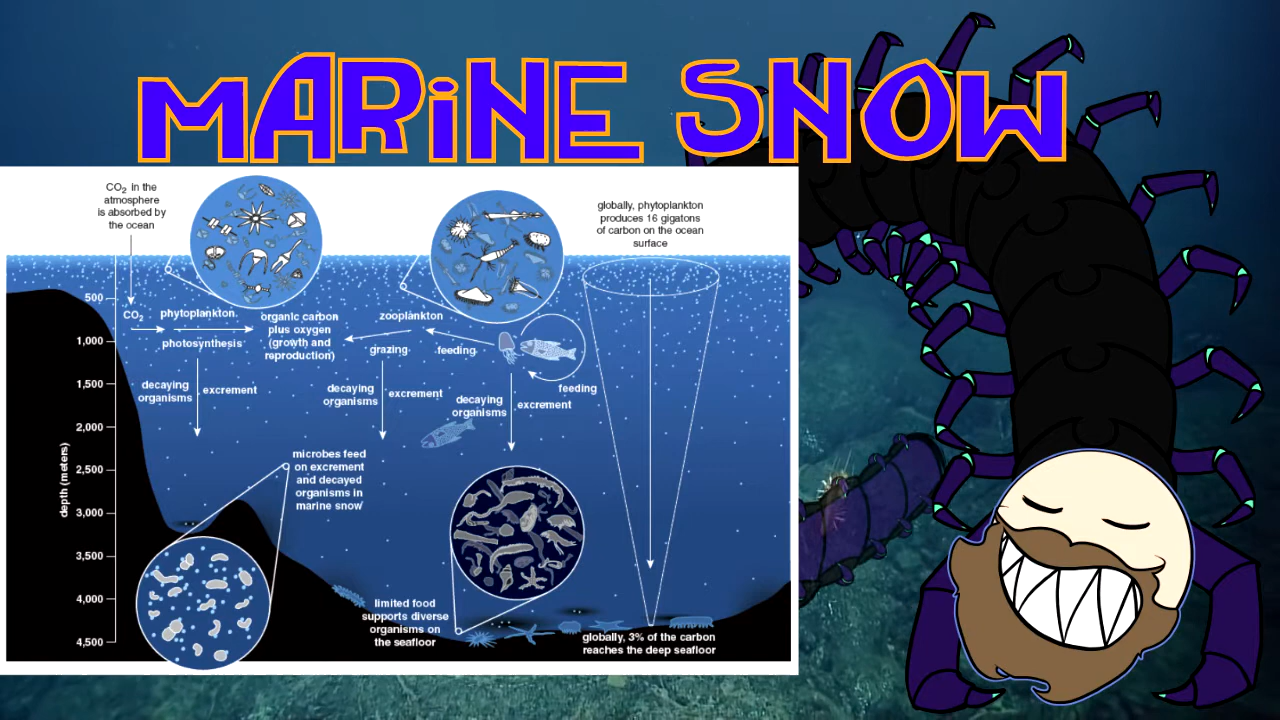 MARINE SNOW
CO₂ in the
atmosphere
is absorbed by
the ocean
globally, phytoplankton
produces 16 gigatons
of carbon on the ocean
surface
500
1,000
1,500
2,000
2,500
3,000
3,500
4,000
4,500
depth (meters)
CO₂
phytoplankton
photosynthesis
organic carbon
plus oxygen
(growth and
reproduction)
zooplankton
grazing
feeding
feeding
decaying
organisms
excrement
decaying
organisms
excrement
decaying
organisms
excrement
microbes feed
on excrement
and decayed
organisms in
marine snow
limited food
supports diverse
organisms on
the seafloor
globally, 3% of the carbon
reaches the deep seafloor